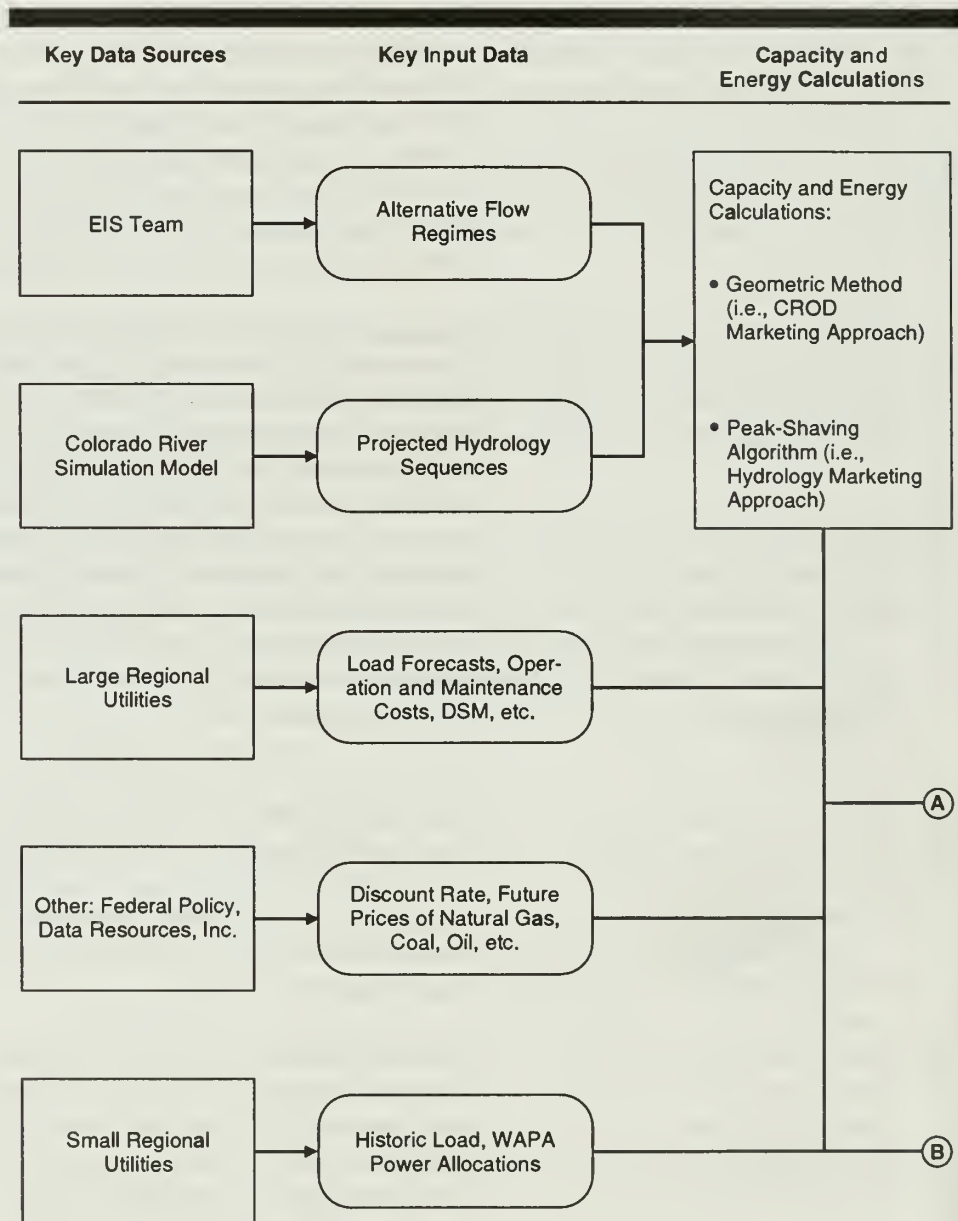 Key Data Sources
Key Input Data
Capacity and
Energy Calculations
EIS Team
Alternative Flow
Regimes
Capacity and Energy
Calculations:
• Geometric Method
(i.e., CROD
Marketing Approach)
• Peak-Shaving
Algorithm (i.e.,
Hydrology Marketing
Approach)
Colorado River
Simulation Model
Projected Hydrology
Sequences
Large Regional
Utilities
Load Forecasts, Oper-
ation and Maintenance
Costs, DSM, etc.
A
Other: Federal Policy,
Data Resources, Inc.
Discount Rate, Future
Prices of Natural Gas,
Coal, Oil, etc.
Small Regional
Utilities
Historic Load, WAPA
Power Allocations
B